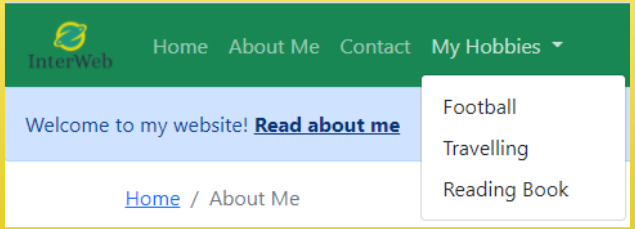 InterWeb
Home About Me Contact My Hobbies
Football
Travelling
Reading Book
Welcome to my website! Read about me
Home / About Me